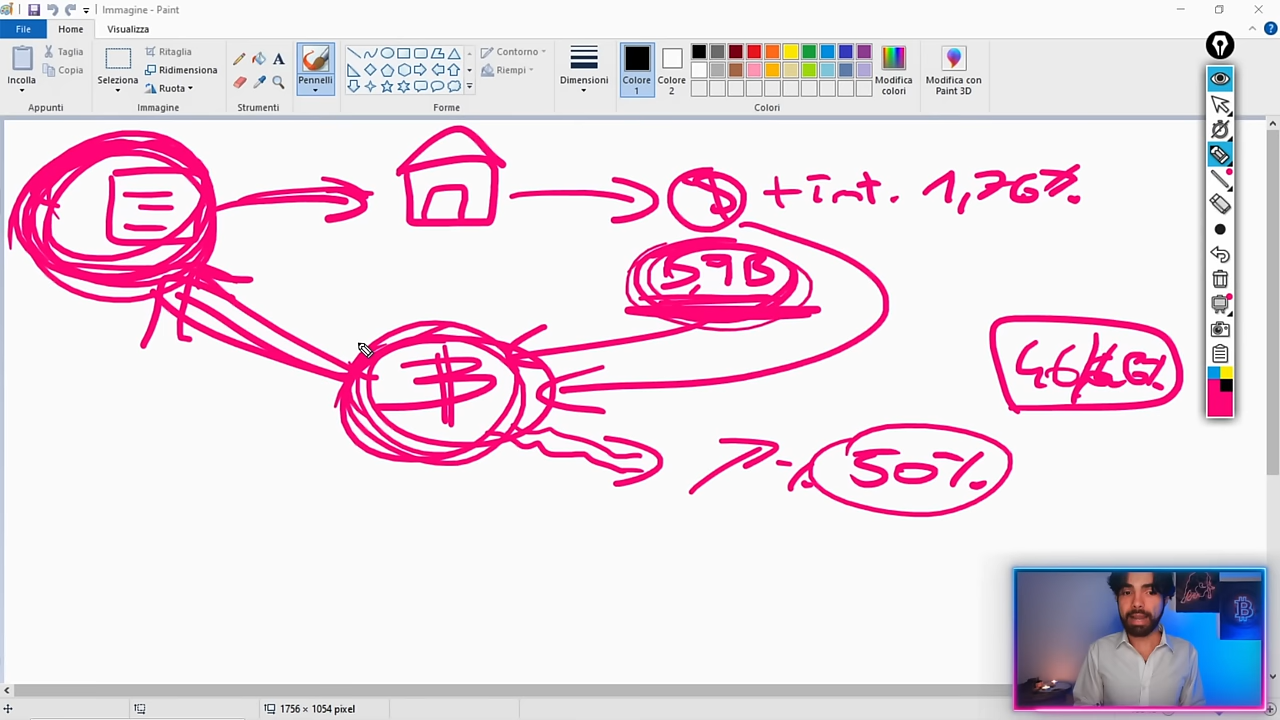 Immagine - Paint
File Home Visualizza
Incolla
Taglia
Copia
Appunti
Seleziona
Ritaglia
Ridimensiona
Ruota
Immagine
A
Strumenti
Pennelli
Contorno
Riempi
Forme
Dimensioni
Colore 1
Colore 2
Modifica colori
Colori
Modifica con Paint 3D
$ + int. 1,76%
5,9B
B
50%
1756 × 1054 pixel